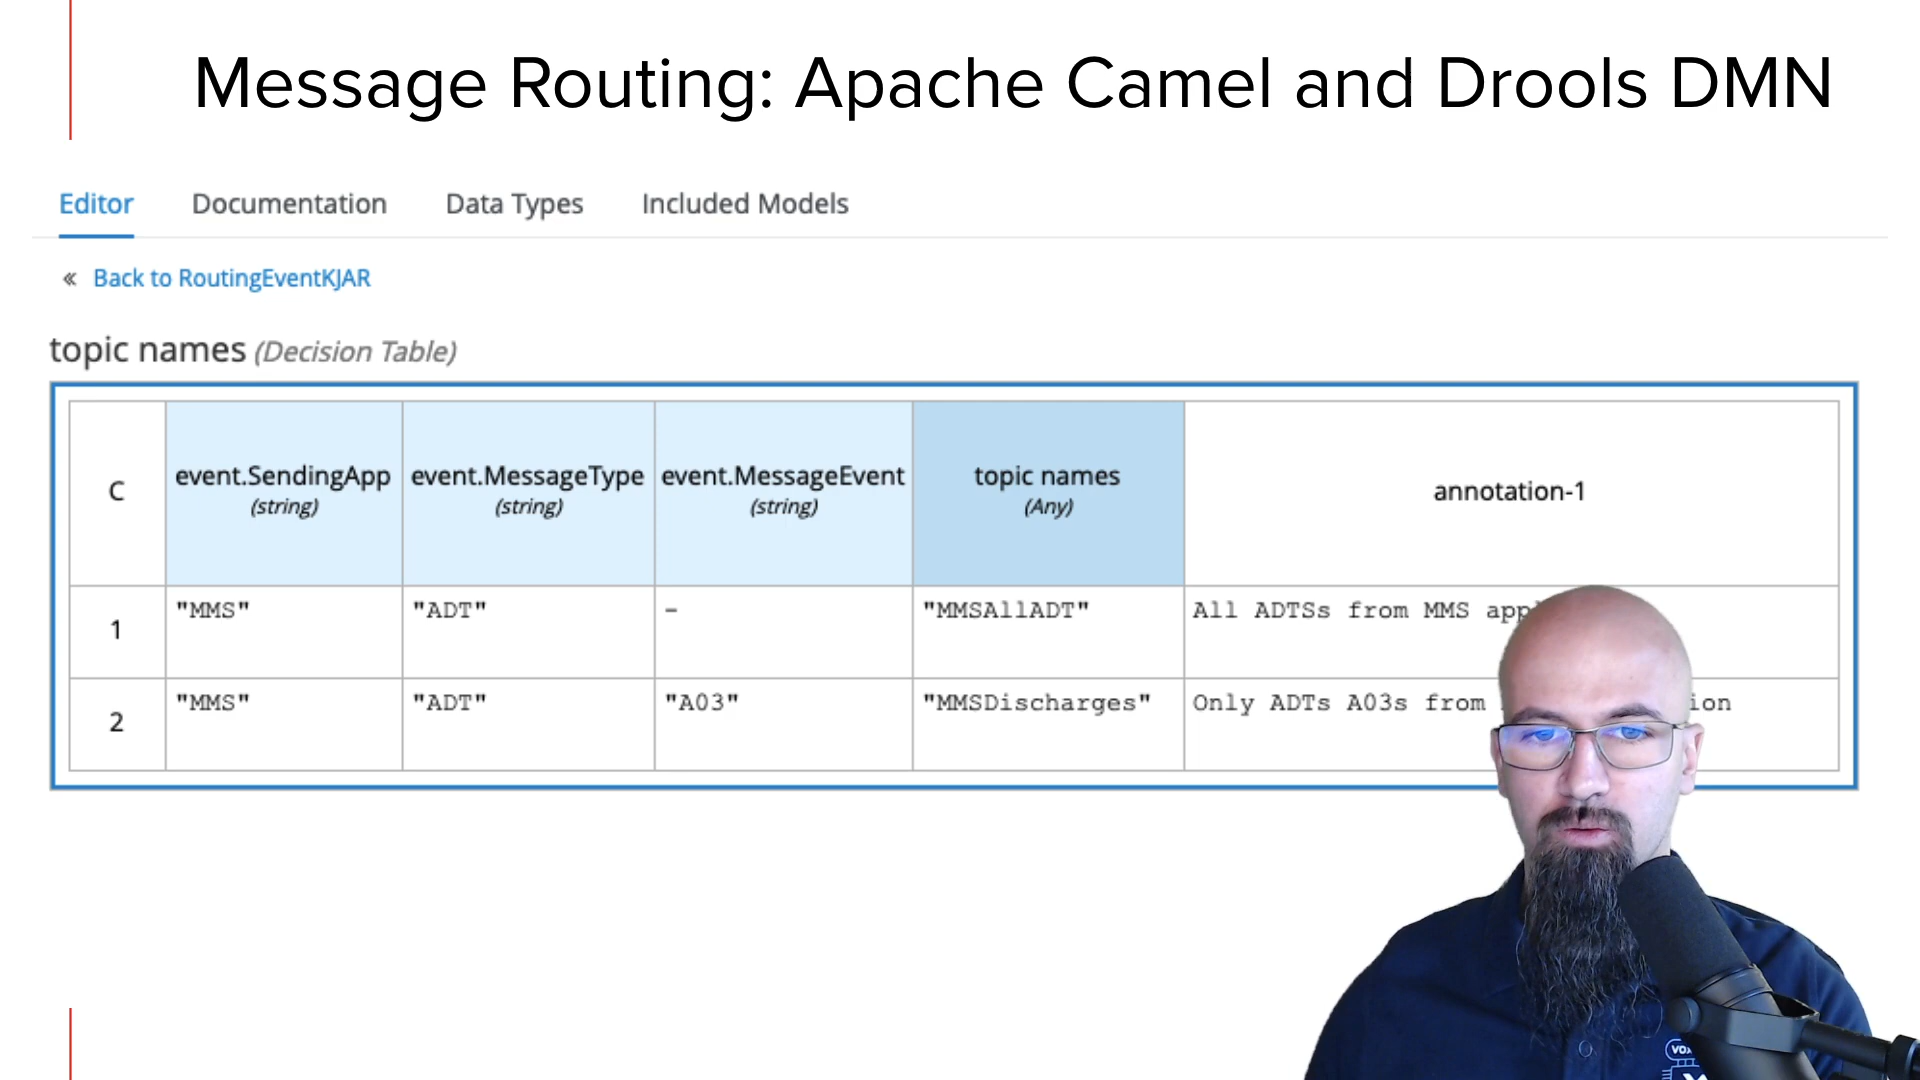 Message Routing: Apache Camel and Drools DMN
Editor Documentation Data Types Included Models
« Back to RoutingEventKJAR
topic names (Decision Table)
C event.SendingApp (string) event.MessageType (string) event.MessageEvent (string) topic names (Any) annotation-1
1 "MMS" "ADT" - "MMSAllADT" All ADTSs from MMS app
2 "MMS" "ADT" "A03" "MMSDischarges" Only ADTs A03s from ion